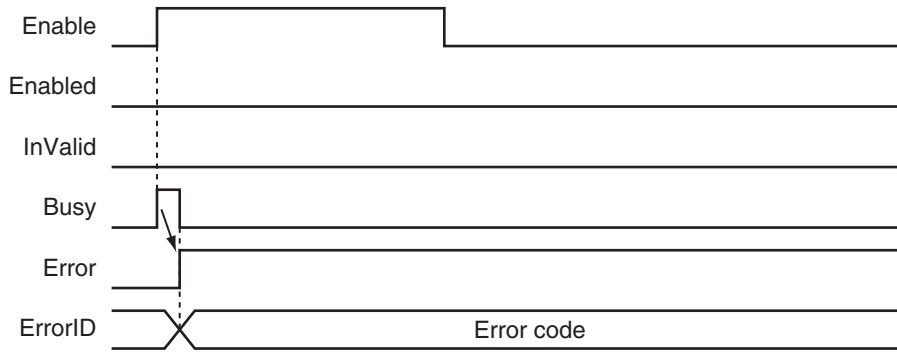 Enable
Enabled
InValid
Busy
Error
ErrorID
Error code